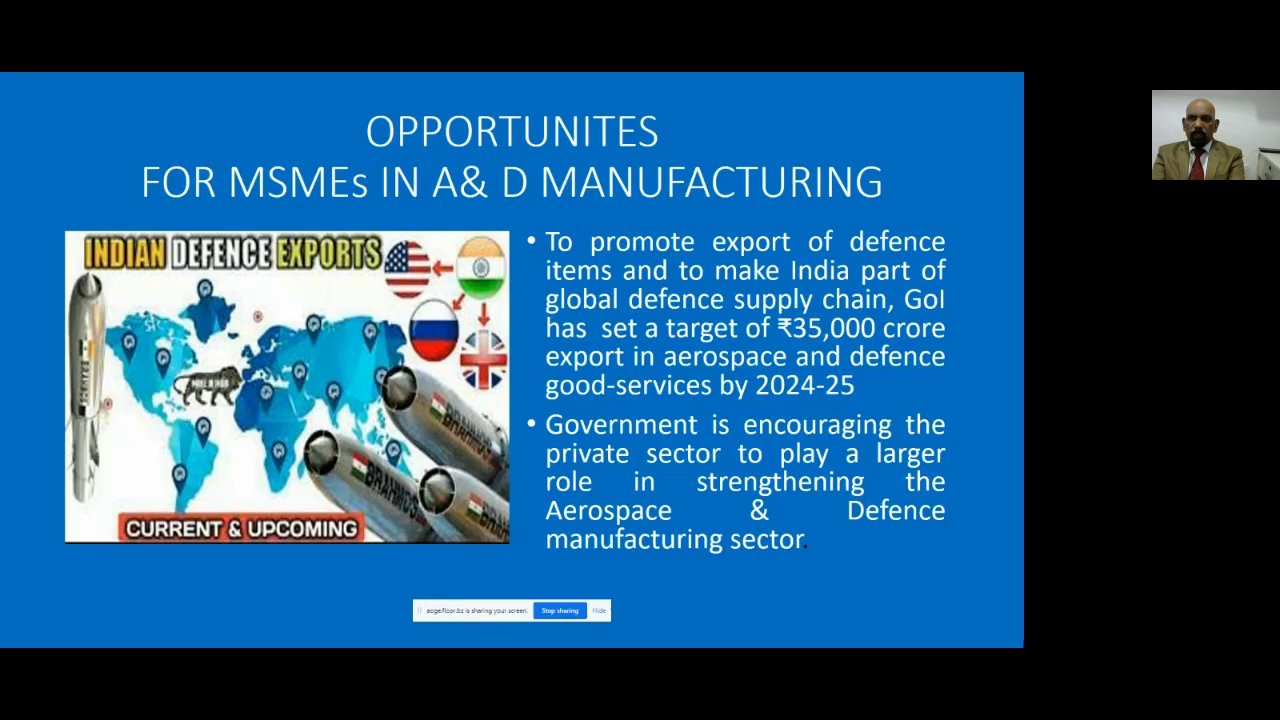 OPPORTUNITES
FOR MSMEs IN A& D MANUFACTURING
INDIAN DEFENCE EXPORTS
MAKE IN INDIA
BRAHMOS
BRAHMOS
BRAHMOS
CURRENT & UPCOMING
• To promote export of defence
items and to make India part of
global defence supply chain, GoI
has set a target of ₹35,000 crore
export in aerospace and defence
good-services by 2024-25
• Government is encouraging the
private sector to play a larger
role in strengthening the
Aerospace & Defence
manufacturing sector.
aoge.floor.bz is sharing your screen.
Stop sharing
Hide